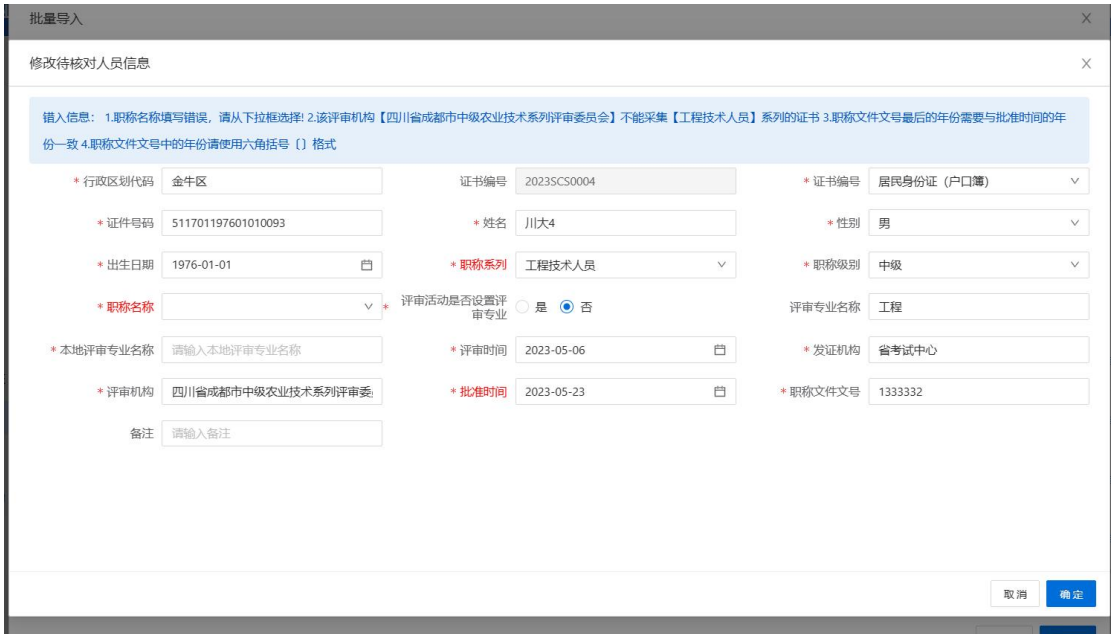 批量导入
修改待核对人员信息
错入信息： 1.职称名称填写错误，请从下拉框选择! 2.该评审机构【四川省成都市中级农业技术系列评审委员会】不能采集【工程技术人员】系列的证书 3.职称文件文号最后的年份需要与批准时间的年
份一致 4.职称文件文号中的年份请使用六角括号〔〕格式
* 行政区划代码 金牛区 证书编号 2023SCS0004 * 证书编号 居民身份证（户口簿）
* 证件号码 511701197601010093 * 姓名 川大4 * 性别 男
* 出生日期 1976-01-01 * 职称系列 工程技术人员 * 职称级别 中级
* 职称名称 * 评审活动是否设置评审专业 是 否 评审专业名称 工程
* 本地评审专业名称 请输入本地评审专业名称 * 评审时间 2023-05-06 * 发证机构 省考试中心
* 评审机构 四川省成都市中级农业技术系列评审委 * 批准时间 2023-05-23 * 职称文件文号 1333332
备注 请输入备注
取消 确定